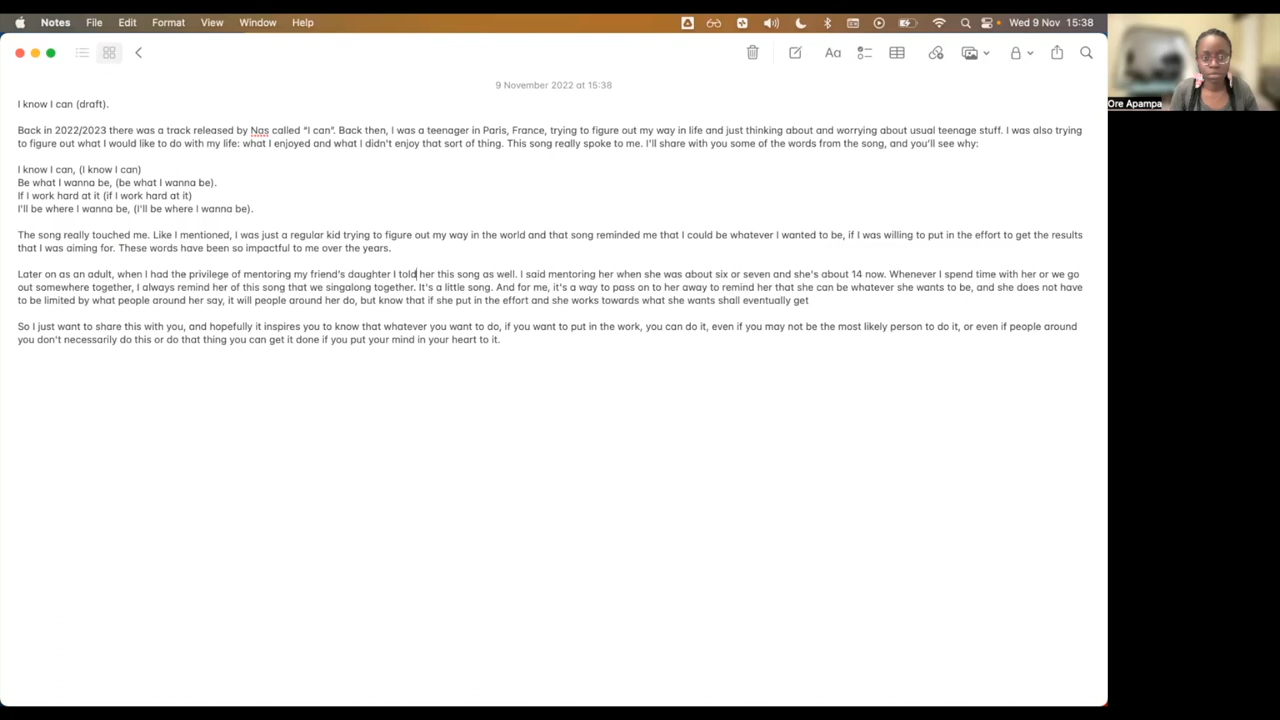 Notes File Edit Format View Window Help Wed 9 Nov 15:38
Aa
9 November 2022 at 15:38
I know I can (draft).
Back in 2022/2023 there was a track released by Nas called “I can”. Back then, I was a teenager in Paris, France, trying to figure out my way in life and just thinking about and worrying about usual teenage stuff. I was also trying
to figure out what I would like to do with my life: what I enjoyed and what I didn't enjoy that sort of thing. This song really spoke to me. I'll share with you some of the words from the song, and you'll see why:
I know I can, (I know I can)
Be what I wanna be, (be what I wanna be).
If I work hard at it (if I work hard at it)
I'll be where I wanna be, (I'll be where I wanna be).
The song really touched me. Like I mentioned, I was just a regular kid trying to figure out my way in the world and that song reminded me that I could be whatever I wanted to be, if I was willing to put in the effort to get the results
that I was aiming for. These words have been so impactful to me over the years.
Later on as an adult, when I had the privilege of mentoring my friend's daughter I told her this song as well. I said mentoring her when she was about six or seven and she's about 14 now. Whenever I spend time with her or we go
out somewhere together, I always remind her of this song that we singalong together. It's a little song. And for me, it's a way to pass on to her away to remind her that she can be whatever she wants to be, and she does not have
to be limited by what people around her say, it will people around her do, but know that if she put in the effort and she works towards what she wants shall eventually get
So I just want to share this with you, and hopefully it inspires you to know that whatever you want to do, if you want to put in the work, you can do it, even if you may not be the most likely person to do it, or even if people around
you don't necessarily do this or do that thing you can get it done if you put your mind in your heart to it.
Ore Apampa